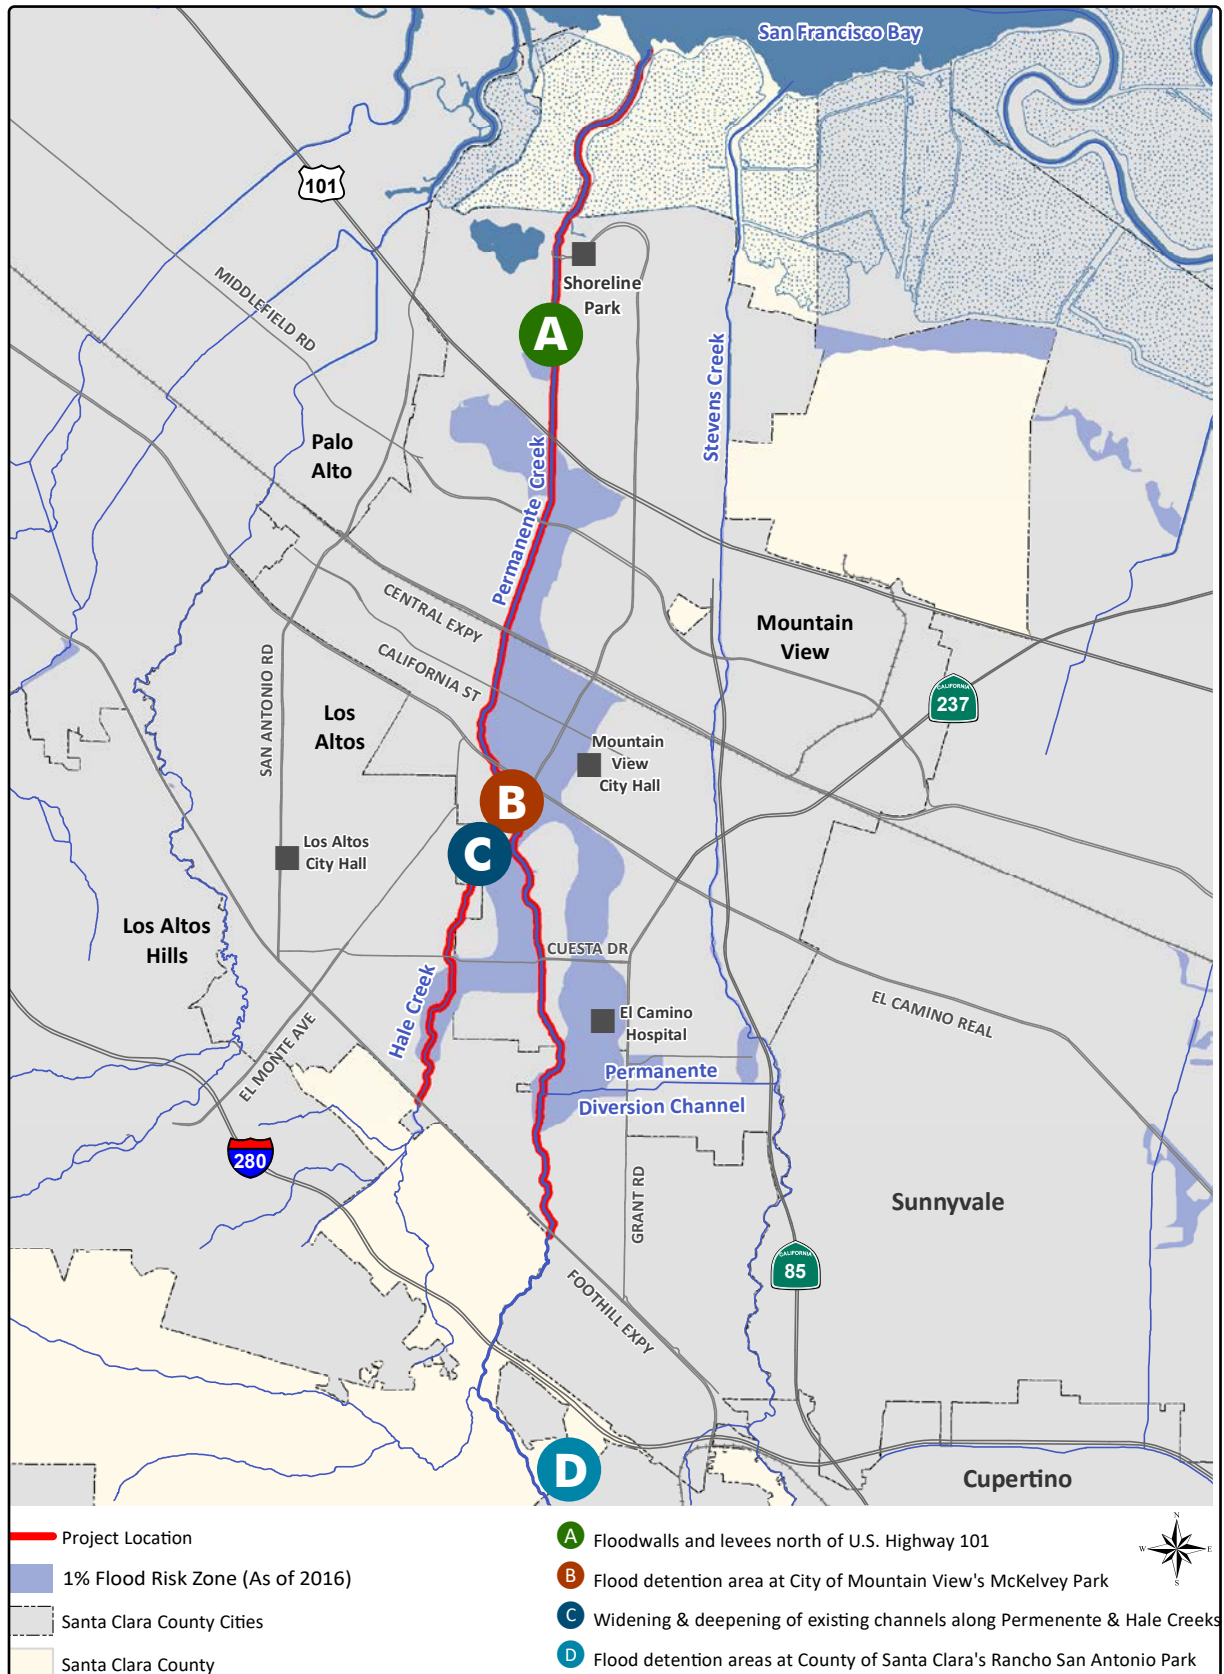 San Francisco Bay
101
Shoreline
Park
MIDDLEFIELD RD
A
Stevens Creek
Palo
Alto
Permanente Creek
CENTRAL EXPY
Mountain
View
CALIFORNIA ST
SAN ANTONIO RD
CALIFORNIA
237
Los
Altos
Mountain
View
City Hall
B
Los Altos
City Hall
C
Los Altos
Hills
CUESTA DR
Hale Creek
EL CAMINO REAL
El Camino
Hospital
EL MONTE AVE
Permanente
Diversion Channel
280
GRANT RD
Sunnyvale
CALIFORNIA
85
FOOTHILL EXPY
D
Cupertino
Project Location
1% Flood Risk Zone (As of 2016)
Santa Clara County Cities
Santa Clara County
A Floodwalls and levees north of U.S. Highway 101
B Flood detention area at City of Mountain View's McKelvey Park
C Widening & deepening of existing channels along Permenente & Hale Creeks
D Flood detention areas at County of Santa Clara's Rancho San Antonio Park
N
W E
S